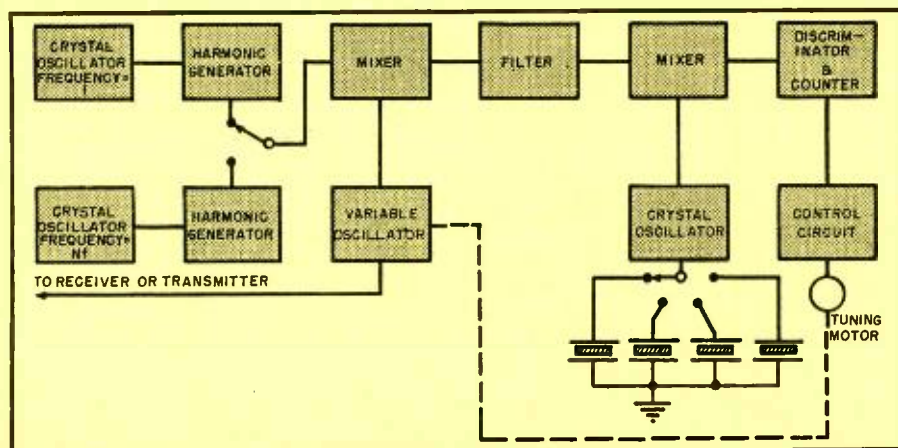 CRYSTAL
OSCILLATOR
FREQUENCY=
f
HARMONIC
GENERATOR
MIXER
FILTER
MIXER
DISCRIM-
INATOR
&
COUNTER
CRYSTAL
OSCILLATOR
FREQUENCY=
Nf
HARMONIC
GENERATOR
VARIABLE
OSCILLATOR
CRYSTAL
OSCILLATOR
CONTROL
CIRCUIT
TO RECEIVER OR TRANSMITTER
TUNING
MOTOR